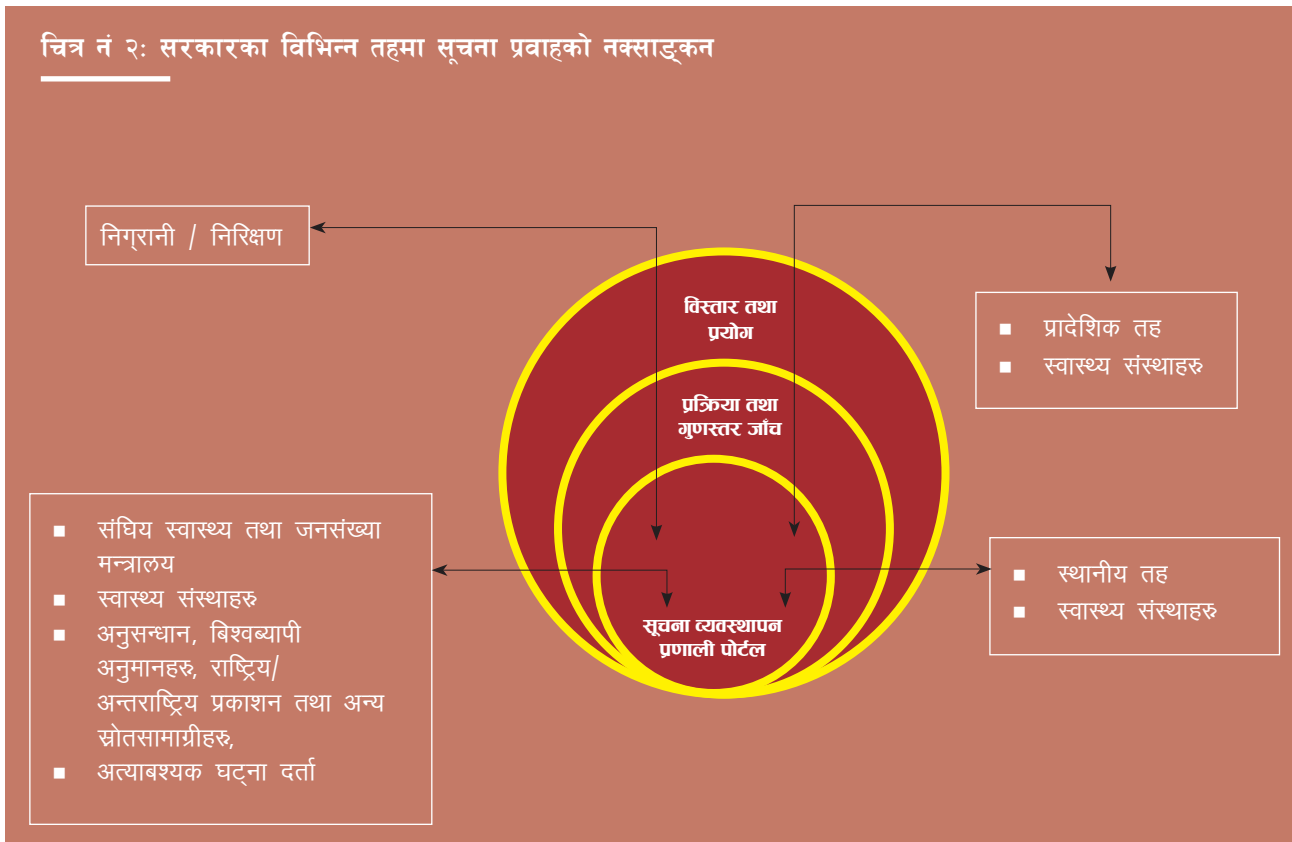 चित्र नं २: सरकारका विभिन्न तहमा सूचना प्रवाहको नक्साङ्कन
निग्रानी / निरिक्षण
विस्तार तथा
प्रयोग
प्रक्रिया तथा
गुणस्तर जाँच
सूचना व्यवस्थापन
प्रणाली पोर्टल
■ प्रादेशिक तह
■ स्वास्थ्य संस्थाहरु
■ संघिय स्वास्थ्य तथा जनसंख्या
मन्त्रालय
■ स्वास्थ्य संस्थाहरु
■ अनुसन्धान, बिश्वब्यापी
अनुमानहरु, राष्ट्रिय/
अन्तराष्ट्रिय प्रकाशन तथा अन्य
स्रोतसामाग्रीहरु,
■ अत्याबश्यक घट्ना दर्ता
■ स्थानीय तह
■ स्वास्थ्य संस्थाहरु